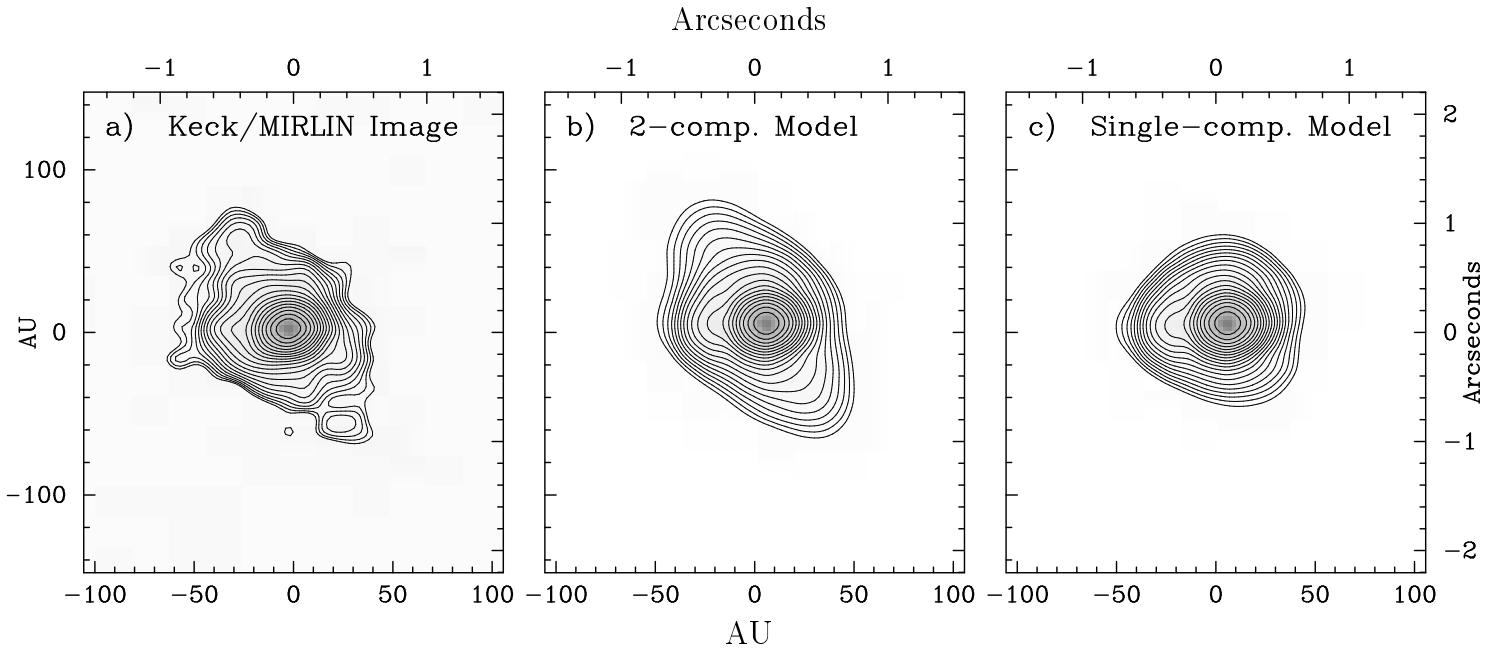 Arcseconds
−1 0 1 −1 0 1 −1 0 1
a) Keck/MIRLIN Image b) 2−comp. Model c) Single−comp. Model 2
100
1
AU 0 0 Arcseconds
−1
−100
−2
−100 −50 0 50 100 −100 −50 0 50 100 −100 −50 0 50 100
AU